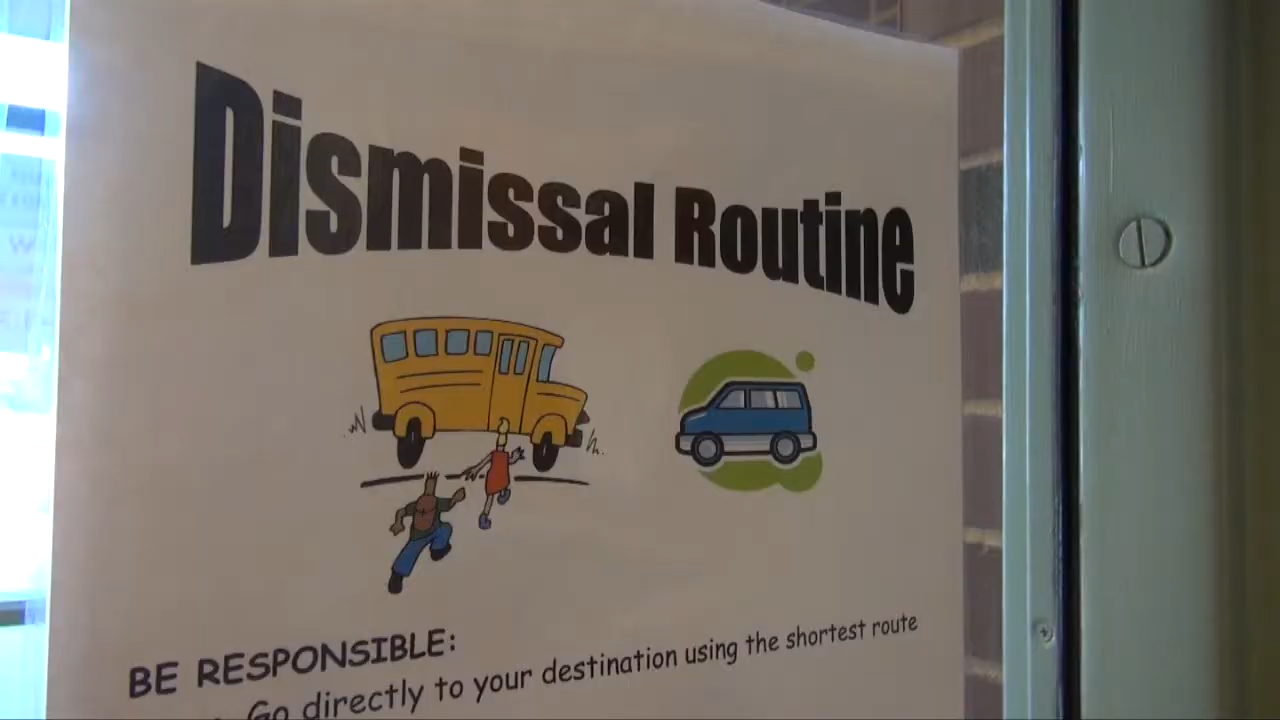 Dismissal Routine
BE RESPONSIBLE:
Go directly to your destination using the shortest route